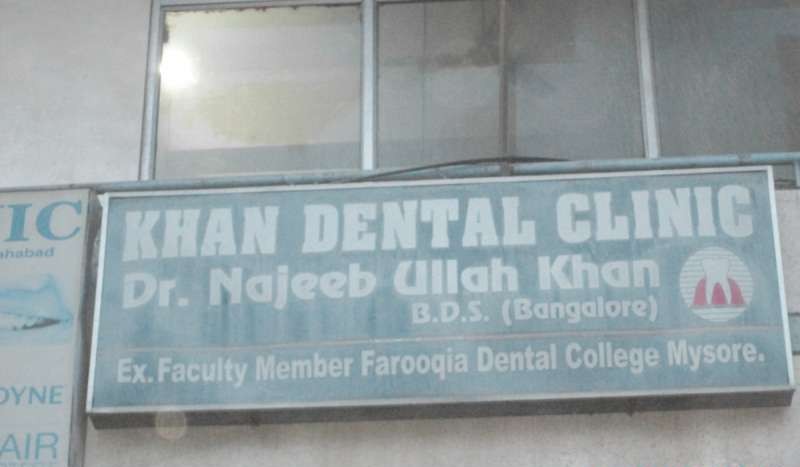 KHAN DENTAL CLINIC
Dr. Najeeb Ullah Khan
B.D.S. (Bangalore)
Ex. Faculty Member Farooqia Dental College Mysore.
IC
ahabad
DYNE
AIR